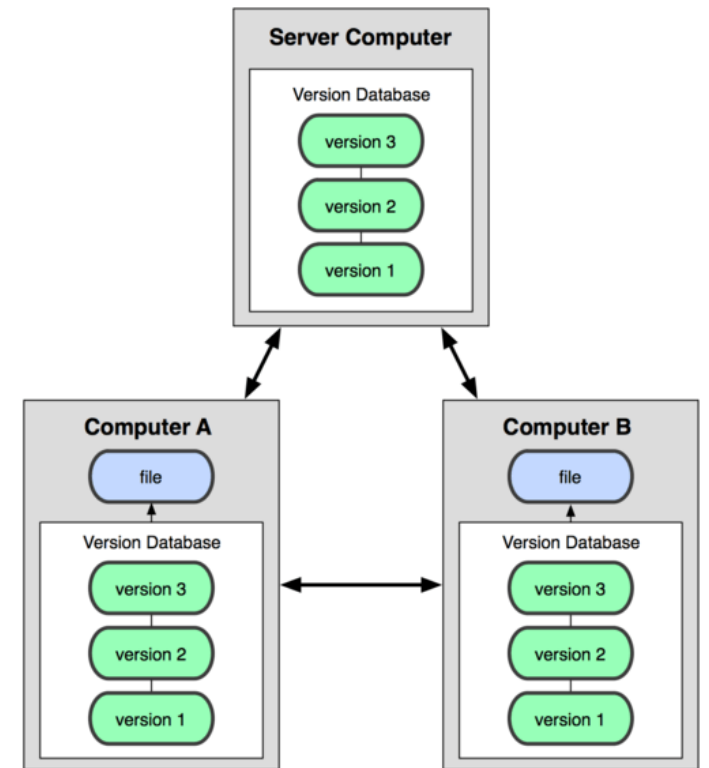 Server Computer
Version Database
version 3
version 2
version 1
Computer A
file
Version Database
version 3
version 2
version 1
Computer B
file
Version Database
version 3
version 2
version 1